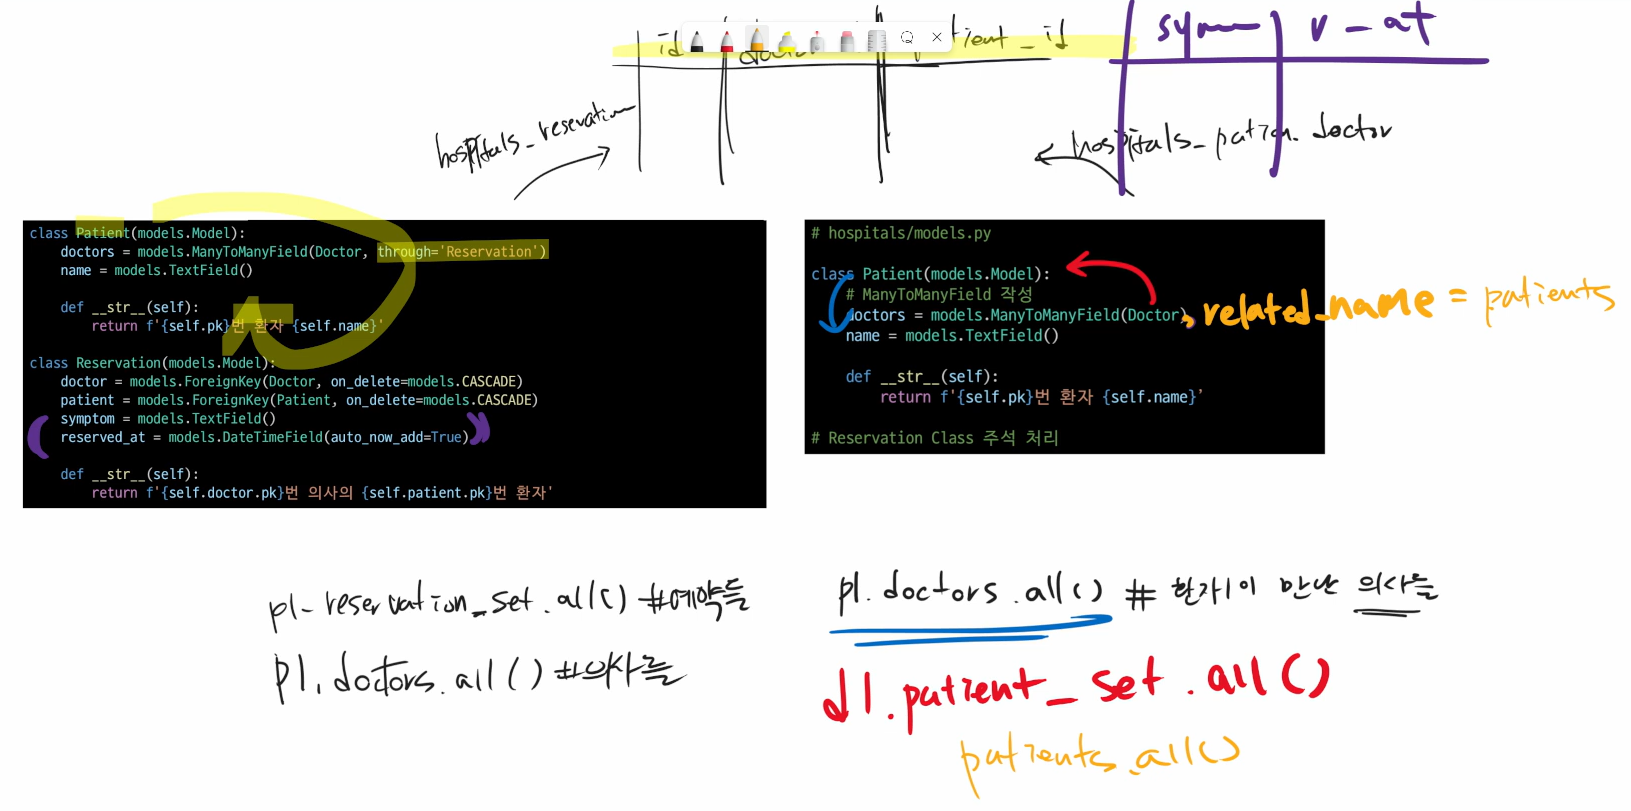 id
patient_id
sym
v-at
hospitals_resevation
hospitals_pation_doctor
class Patient(models.Model):
doctors = models.ManyToManyField(Doctor, through='Reservation')
name = models.TextField()
def __str__(self):
return f'{self.pk}번 환자 {self.name}'
class Reservation(models.Model):
doctor = models.ForeignKey(Doctor, on_delete=models.CASCADE)
patient = models.ForeignKey(Patient, on_delete=models.CASCADE)
symptom = models.TextField()
reserved_at = models.DateTimeField(auto_now_add=True)
def __str__(self):
return f'{self.doctor.pk}번 의사의 {self.patient.pk}번 환자'
# hospitals/models.py
class Patient(models.Model):
# ManyToManyField 작성
doctors = models.ManyToManyField(Doctor), related_name = patients
name = models.TextField()
def __str__(self):
return f'{self.pk}번 환자 {self.name}'
# Reservation Class 주석 처리
p1-reservation_set.all() #예약들
p1.doctors.all() #의사들
p1.doctors.all() # 환자1이 만난 의사들
d1.patient_set.all()
patients.all()